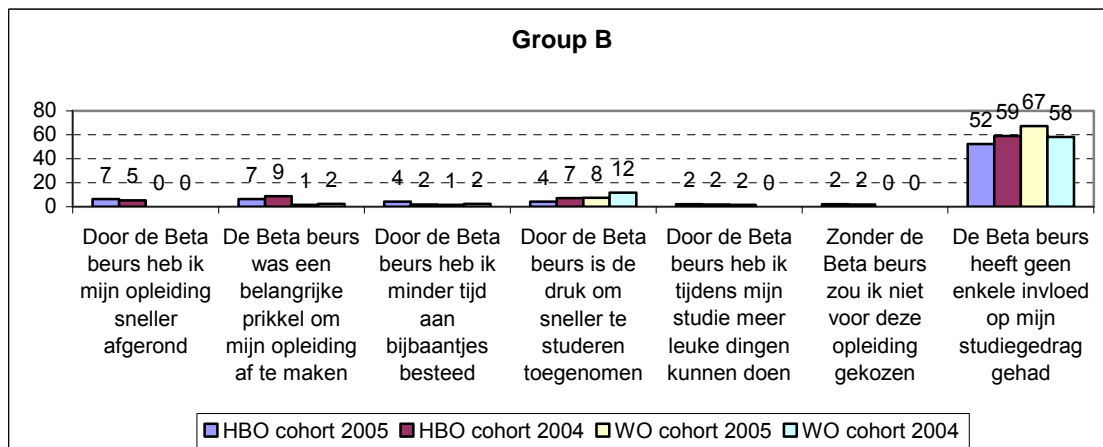 Group B
80
60
40
20
0
7 5 0 0
7 9 1 2
4 2 1 2
4 7 8 12
2 2 2 0
2 2 0 0
52 59 67 58
Door de Beta
beurs heb ik
mijn opleiding
sneller
afgerond
De Beta beurs
was een
belangrijke
prikkel om
mijn opleiding
af te maken
Door de Beta
beurs heb ik
minder tijd
aan
bijbaantjes
besteed
Door de Beta
beurs is de
druk om
sneller te
studeren
toegenomen
Door de Beta
beurs heb ik
tijdens mijn
studie meer
leuke dingen
kunnen doen
Zonder de
Beta beurs
zou ik niet
voor deze
opleiding
gekozen
De Beta beurs
heeft geen
enkele invloed
op mijn
studiegedrag
gehad
HBO cohort 2005 HBO cohort 2004 WO cohort 2005 WO cohort 2004